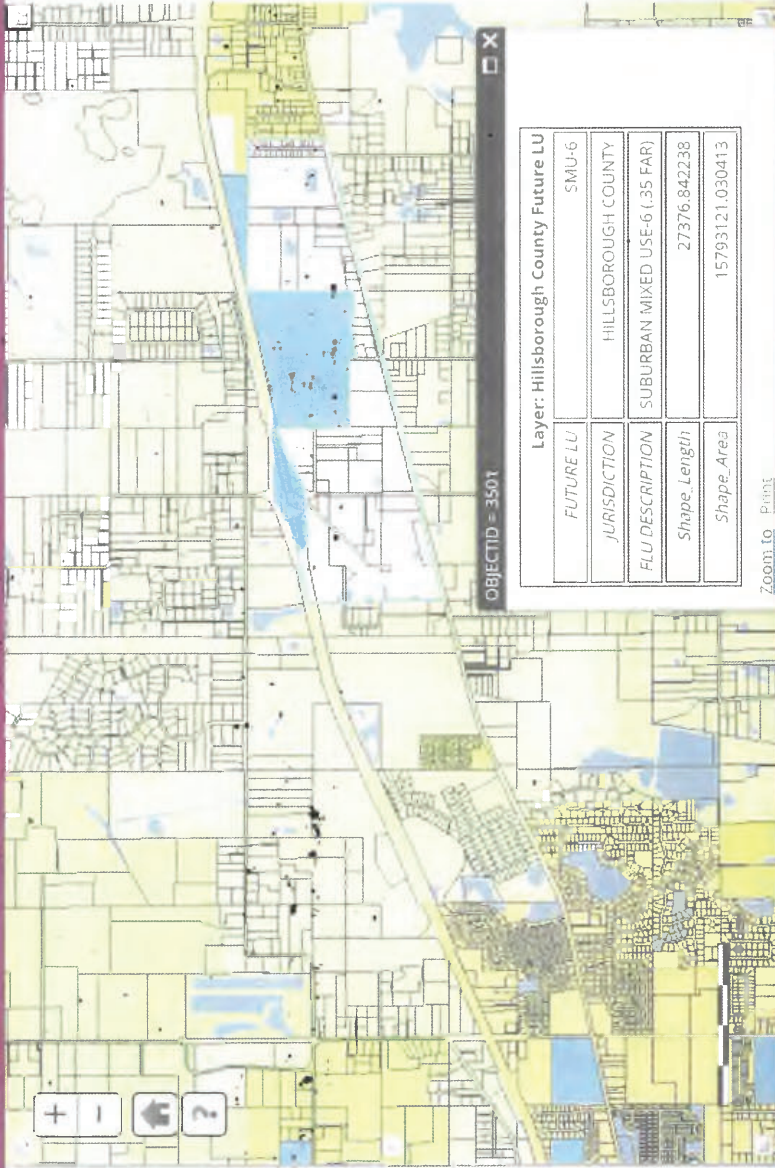 +
−
?
OBJECTID = 3501
Layer: Hillsborough County Future LU
FUTURE LU SMU-6
JURISDICTION HILLSBOROUGH COUNTY
FLU DESCRIPTION SUBURBAN MIXED USE-6 (.35 FAR)
Shape_Length 27376.842238
Shape_Area 15793121.030413
Zoom to Print